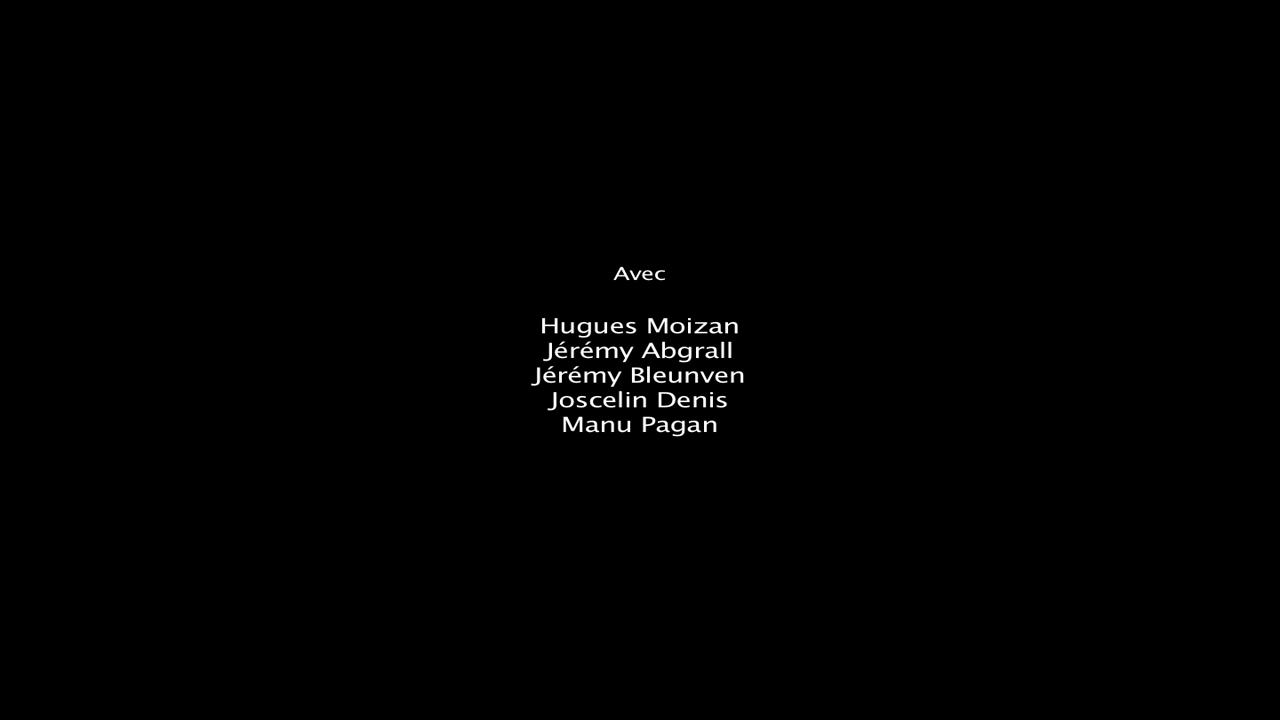 Avec
Hugues Moizan
Jérémy Abgrall
Jérémy Bleunven
Joscelin Denis
Manu Pagan